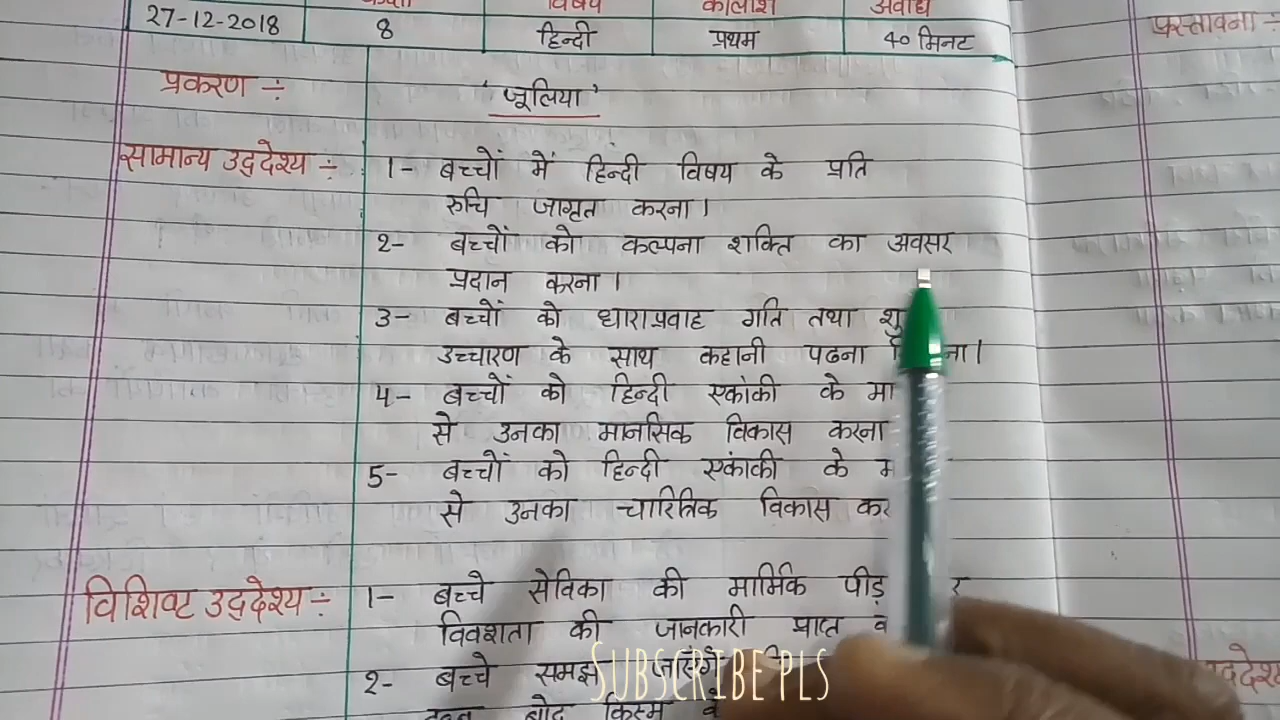 विषय
27-12-2018 8 हिन्दी प्रथम 40 मिनट
प्रस्तावना ÷
प्रकरण ÷ 'जूलिया'
सामान्य उद्देश्य ÷ 1- बच्चों में हिन्दी विषय के प्रति
रुचि जागृत करना।
2- बच्चों को कल्पना शक्ति का अवसर
प्रदान करना।
3- बच्चों को धाराप्रवाह गति तथा
उच्चारण के साथ कहानी पढना
4- बच्चों को हिन्दी एकांकी के
से उनका मानसिक विकास करना
5- बच्चों को हिन्दी एकांकी के
से उनका चारित्रिक विकास
विशिष्ट उद्देश्य ÷ 1- बच्चे सेविका की मार्मिक
विवशता की जानकारी प्राप्त
2- बच्चे समझ जाएंगे
SUBSCRIBE PLS